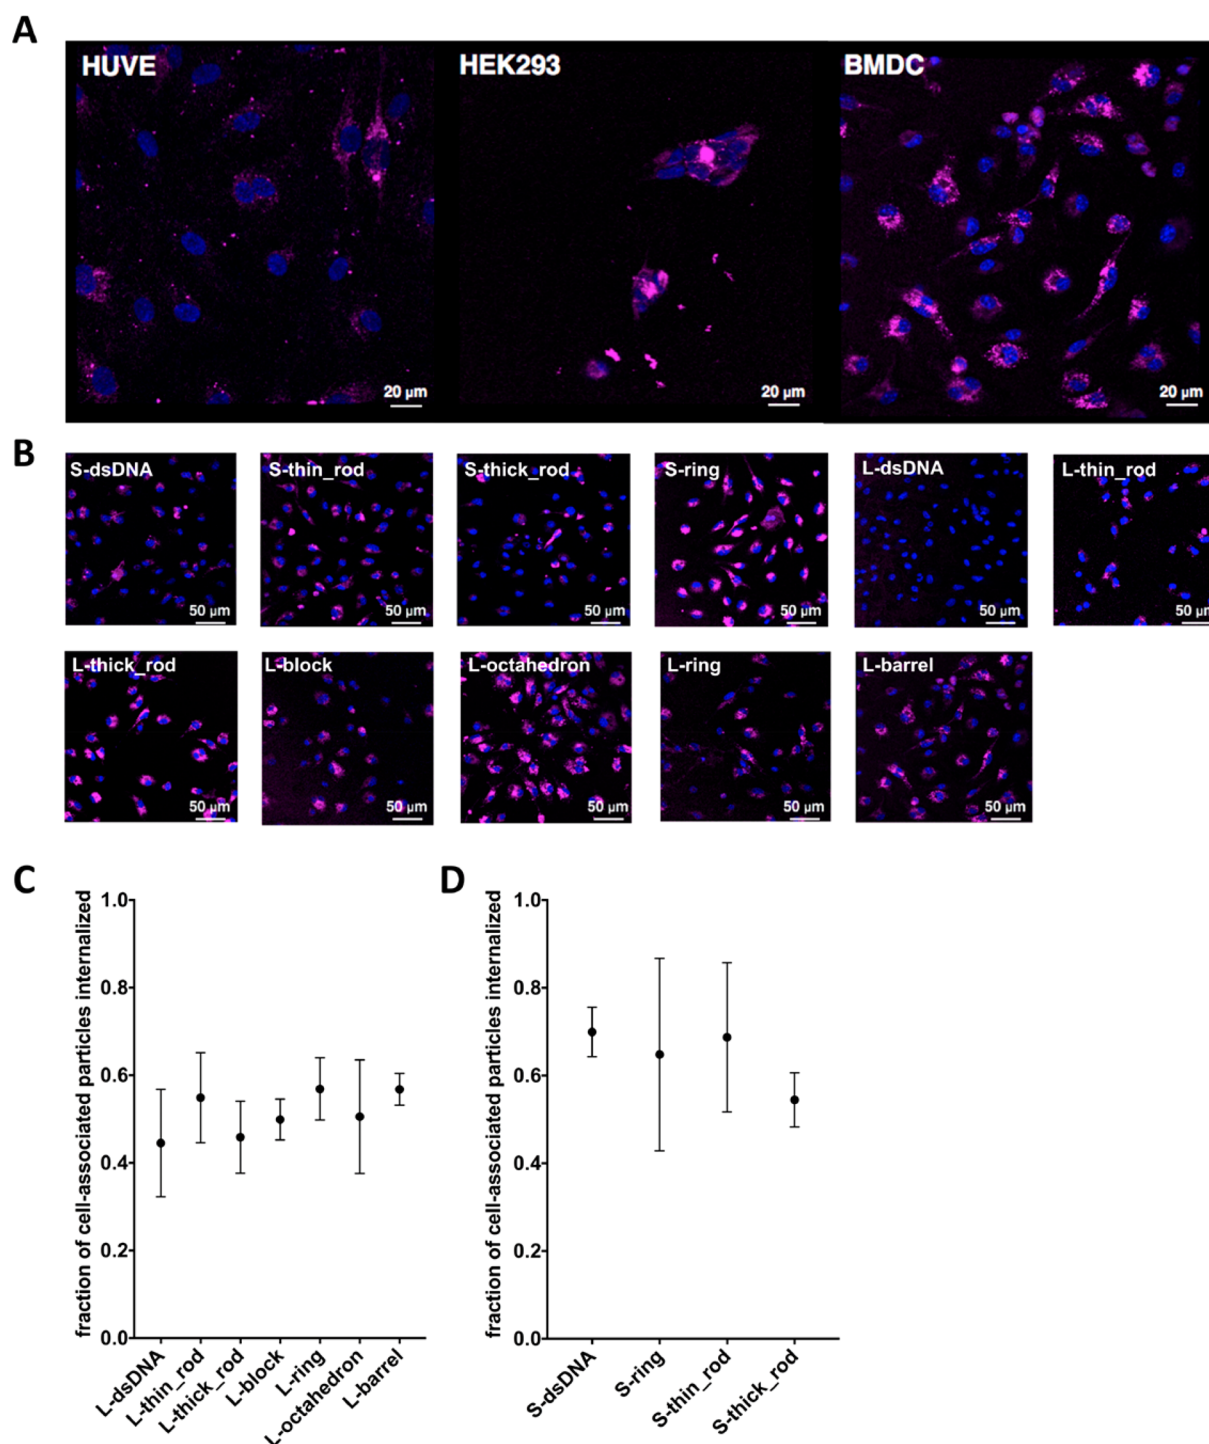 A
HUVE HEK293 BMDC
20 µm 20 µm 20 µm
B
S-dsDNA S-thin_rod S-thick_rod S-ring L-dsDNA L-thin_rod
50 µm 50 µm 50 µm 50 µm 50 µm 50 µm
L-thick_rod L-block L-octahedron L-ring L-barrel
50 µm 50 µm 50 µm 50 µm 50 µm
C
fraction of cell-associated particles internalized
1.0
0.8
0.6
0.4
0.2
0.0
L-dsDNA
L-thin_rod
L-thick_rod
L-block
L-ring
L-octahedron
L-barrel
D
fraction of cell-associated particles internalized
1.0
0.8
0.6
0.4
0.2
0.0
S-dsDNA
S-ring
S-thin_rod
S-thick_rod